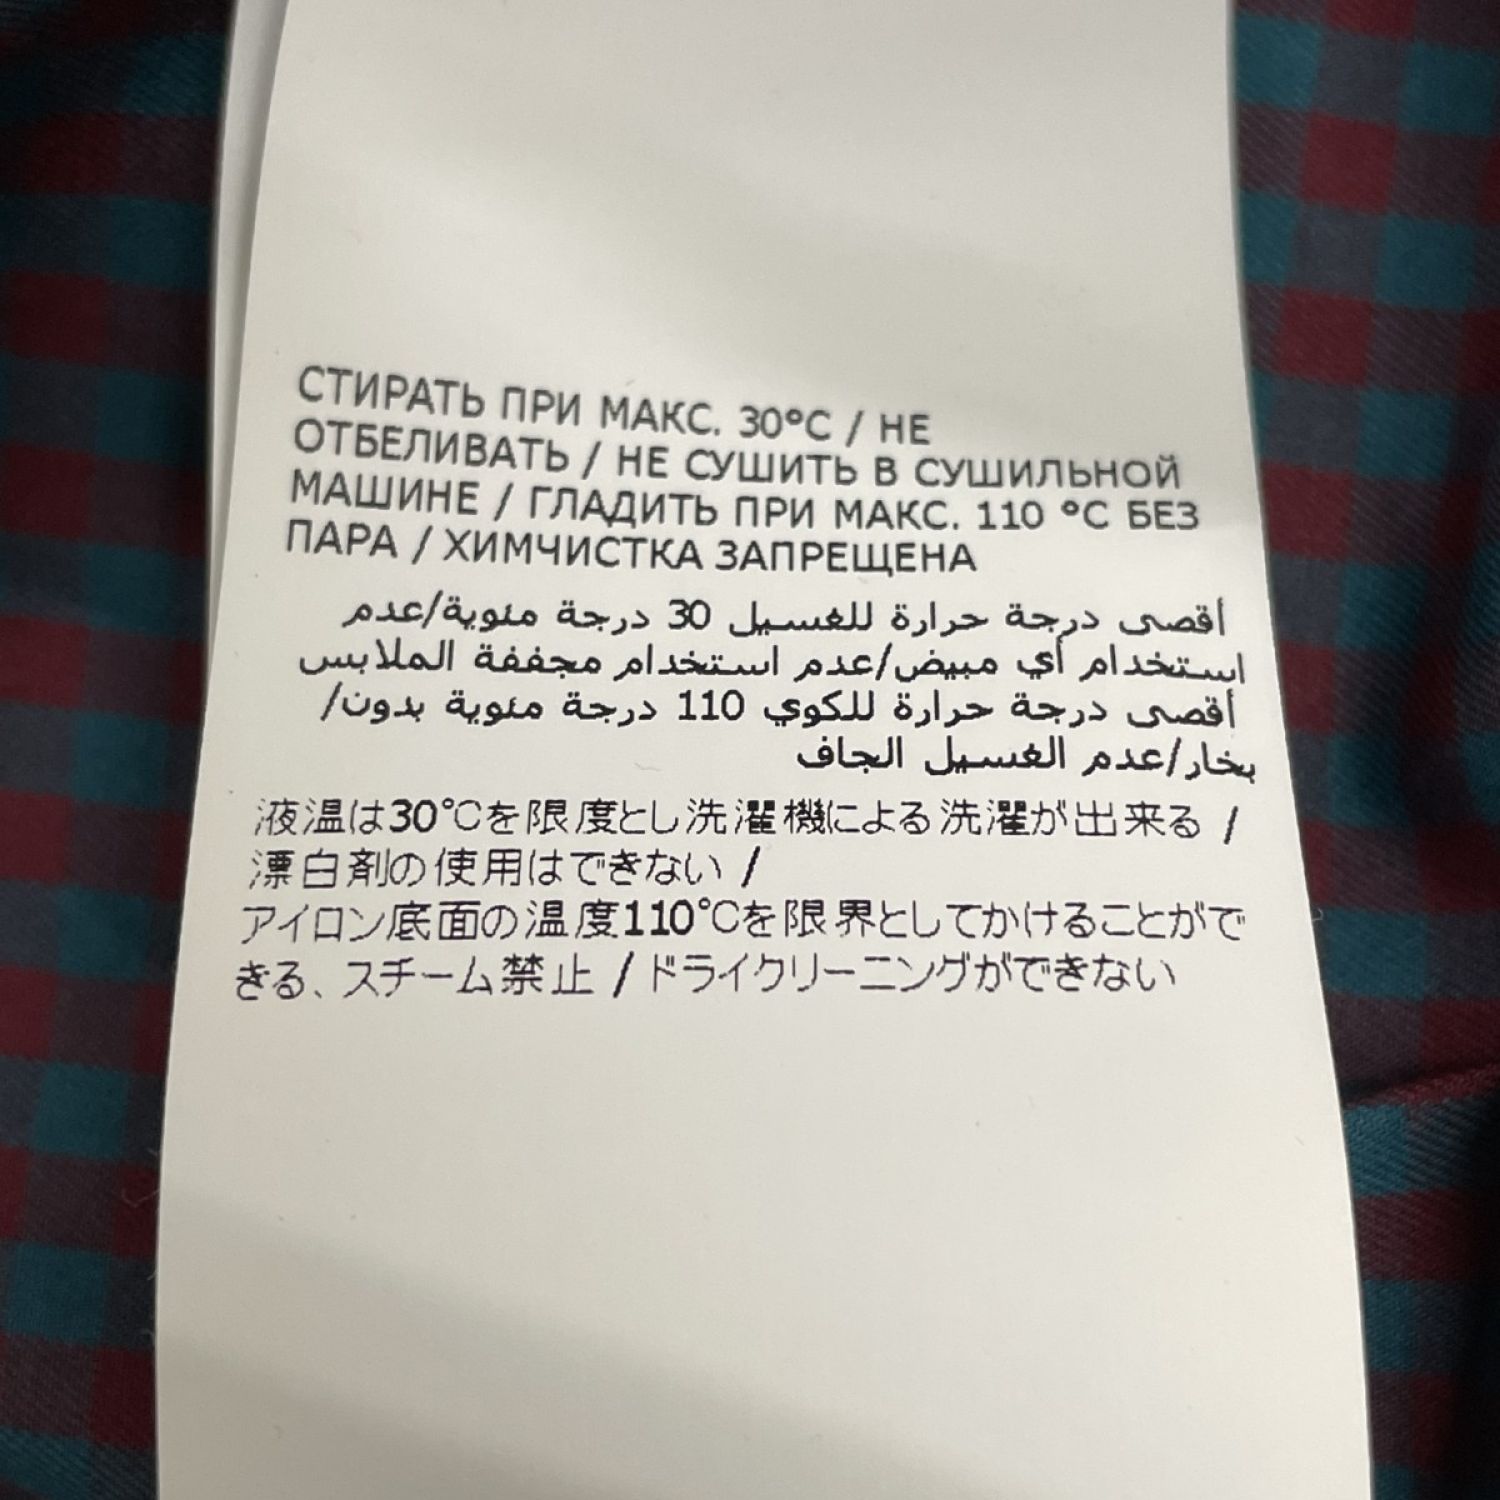 СТИРАТЬ ПРИ МАКС. 30°C / НЕ
ОТБЕЛИВАТЬ / НЕ СУШИТЬ В СУШИЛЬНОЙ
МАШИНЕ / ГЛАДИТЬ ПРИ МАКС. 110 °C БЕЗ
ПАРА / ХИМЧИСТКА ЗАПРЕЩЕНА
أقصى درجة حرارة للغسيل 30 درجة مئوية/عدم
استخدام أي مبيض/عدم استخدام مجففة الملابس
أقصى درجة حرارة للكوي 110 درجة مئوية بدون/
بخار/عدم الغسيل الجاف
液温は30℃を限度とし洗濯機による洗濯が出来る /
漂白剤の使用はできない /
アイロン底面の温度110℃を限界としてかけることがで
きる、スチーム禁止 / ドライクリーニングができない